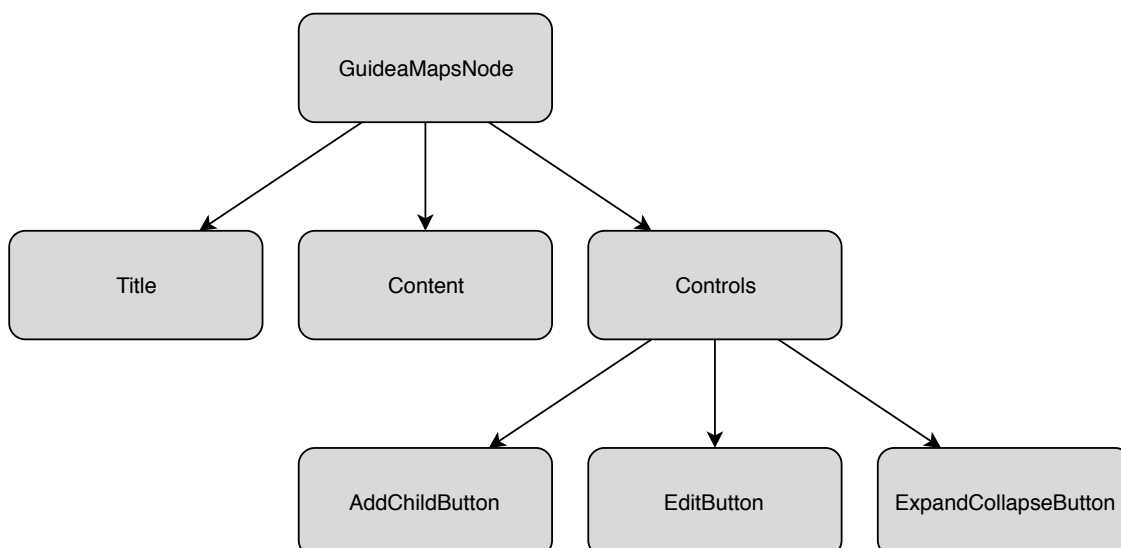 GuideaMapsNode
Title
Content
Controls
AddChildButton
EditButton
ExpandCollapseButton